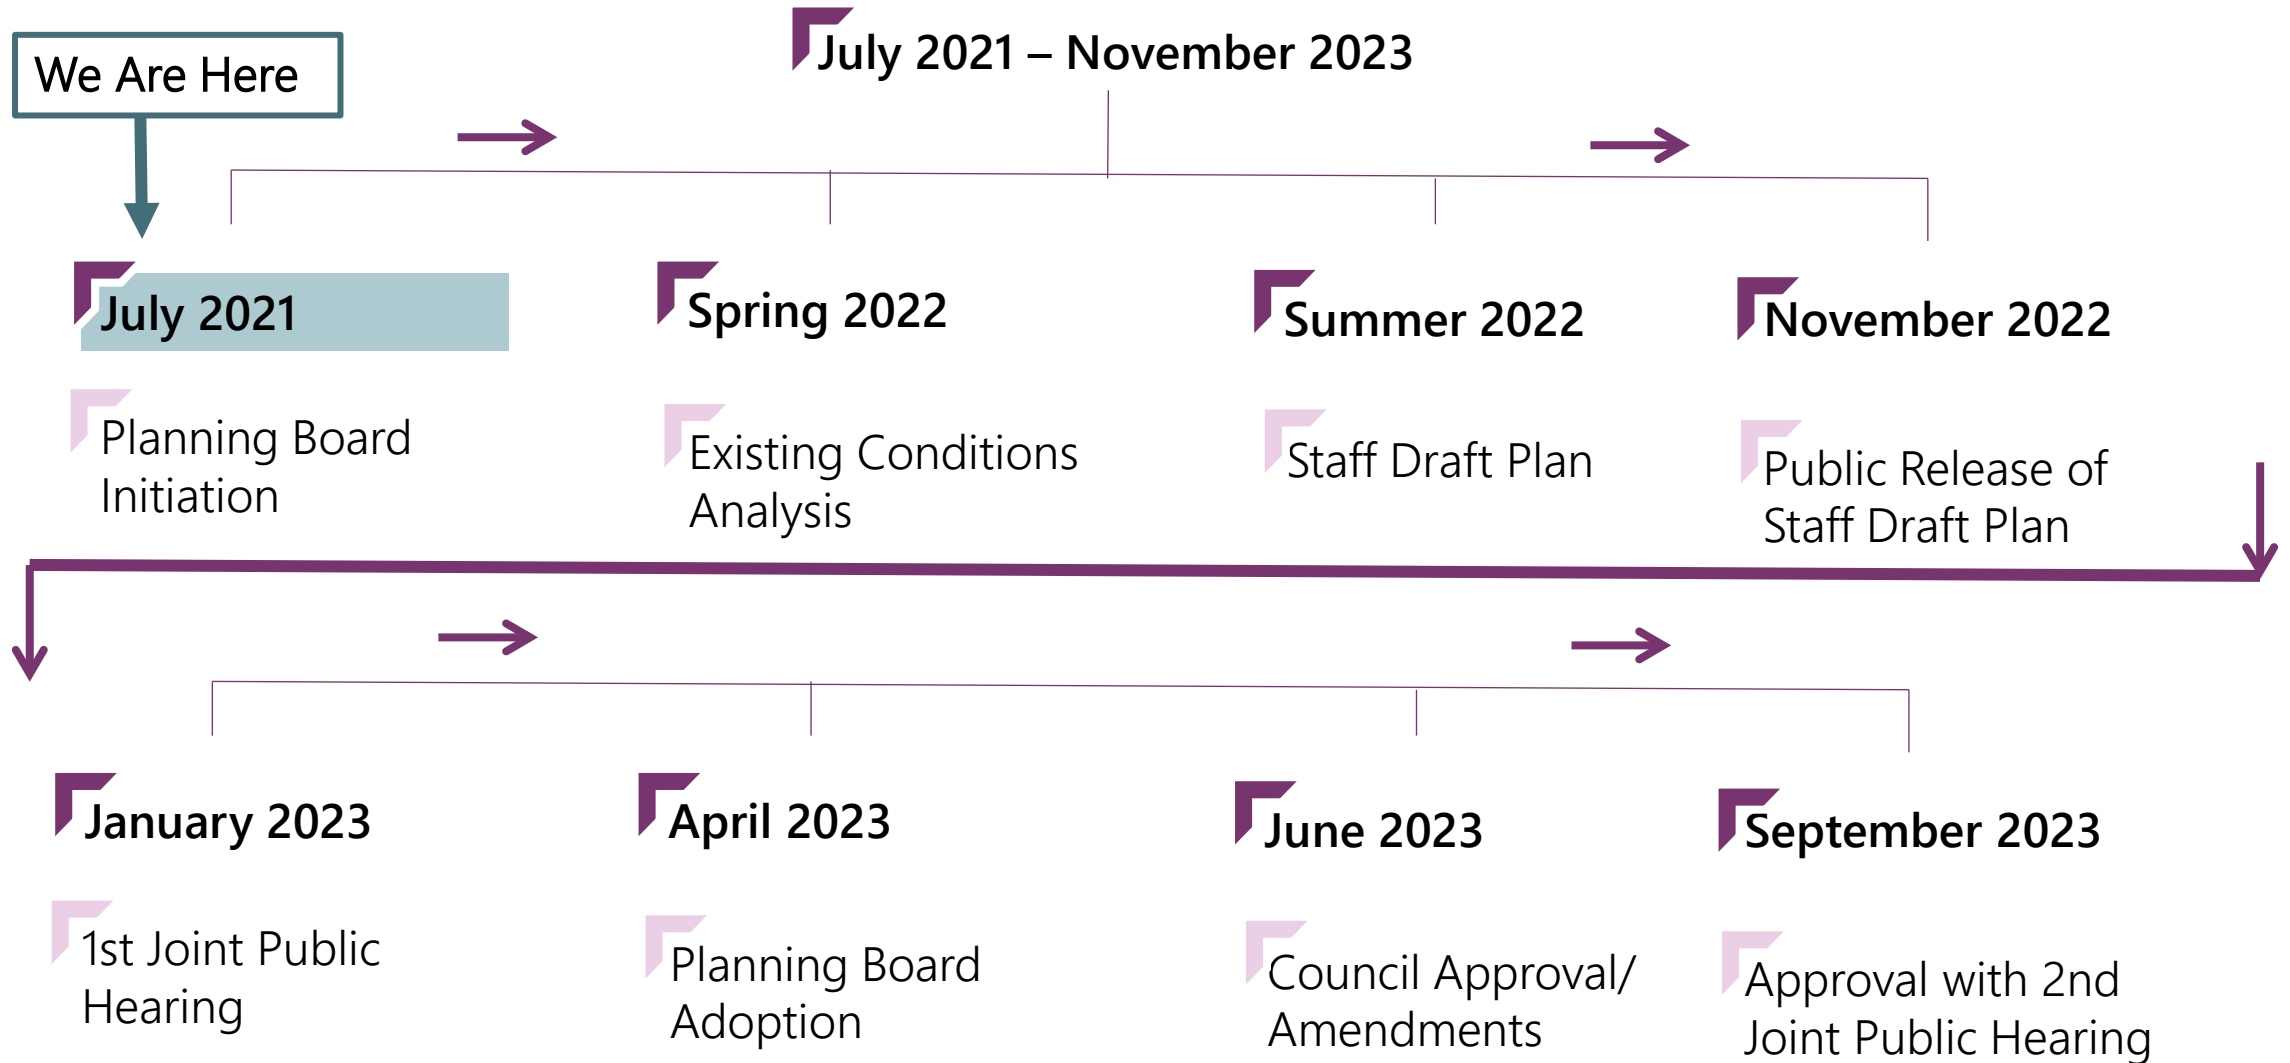 We Are Here
July 2021 – November 2023
July 2021
Spring 2022
Summer 2022
November 2022
Planning Board
Initiation
Existing Conditions
Analysis
Staff Draft Plan
Public Release of
Staff Draft Plan
January 2023
April 2023
June 2023
September 2023
1st Joint Public
Hearing
Planning Board
Adoption
Council Approval/
Amendments
Approval with 2nd
Joint Public Hearing